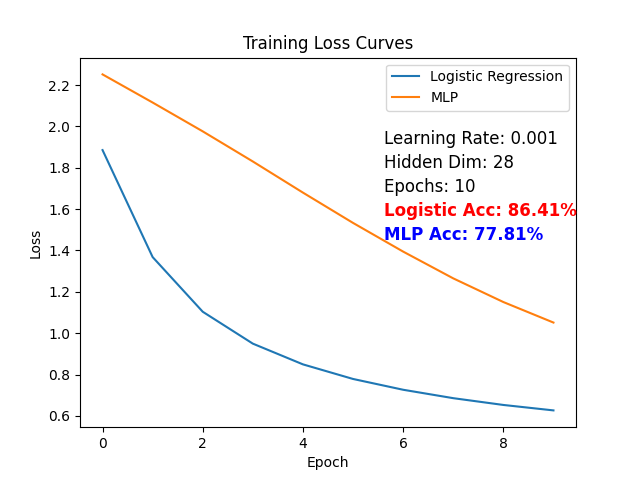 Training Loss Curves
Logistic Regression
MLP
Learning Rate: 0.001
Hidden Dim: 28
Epochs: 10
Logistic Acc: 86.41%
MLP Acc: 77.81%
Loss
2.2
2.0
1.8
1.6
1.4
1.2
1.0
0.8
0.6
0 2 4 6 8
Epoch